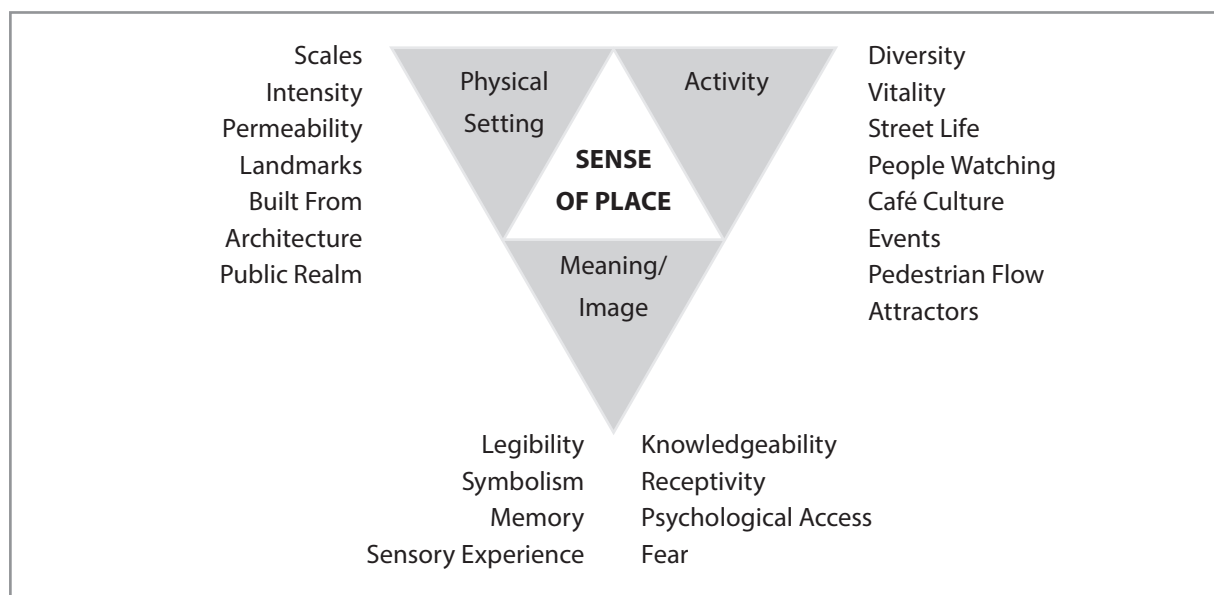 Scales
Intensity
Permeability
Landmarks
Built From
Architecture
Public Realm
Physical
Setting
Activity
SENSE
OF PLACE
Meaning/
Image
Diversity
Vitality
Street Life
People Watching
Café Culture
Events
Pedestrian Flow
Attractors
Legibility
Symbolism
Memory
Sensory Experience
Knowledgeability
Receptivity
Psychological Access
Fear